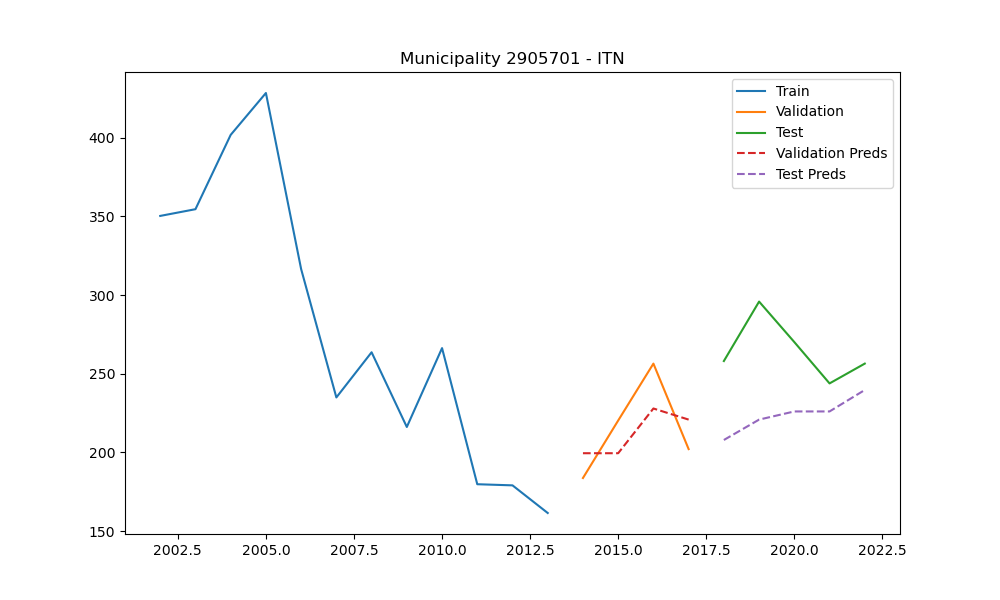 Municipality 2905701 - ITN
Train
Validation
Test
Validation Preds
Test Preds
400
350
300
250
200
150
2002.5 2005.0 2007.5 2010.0 2012.5 2015.0 2017.5 2020.0 2022.5